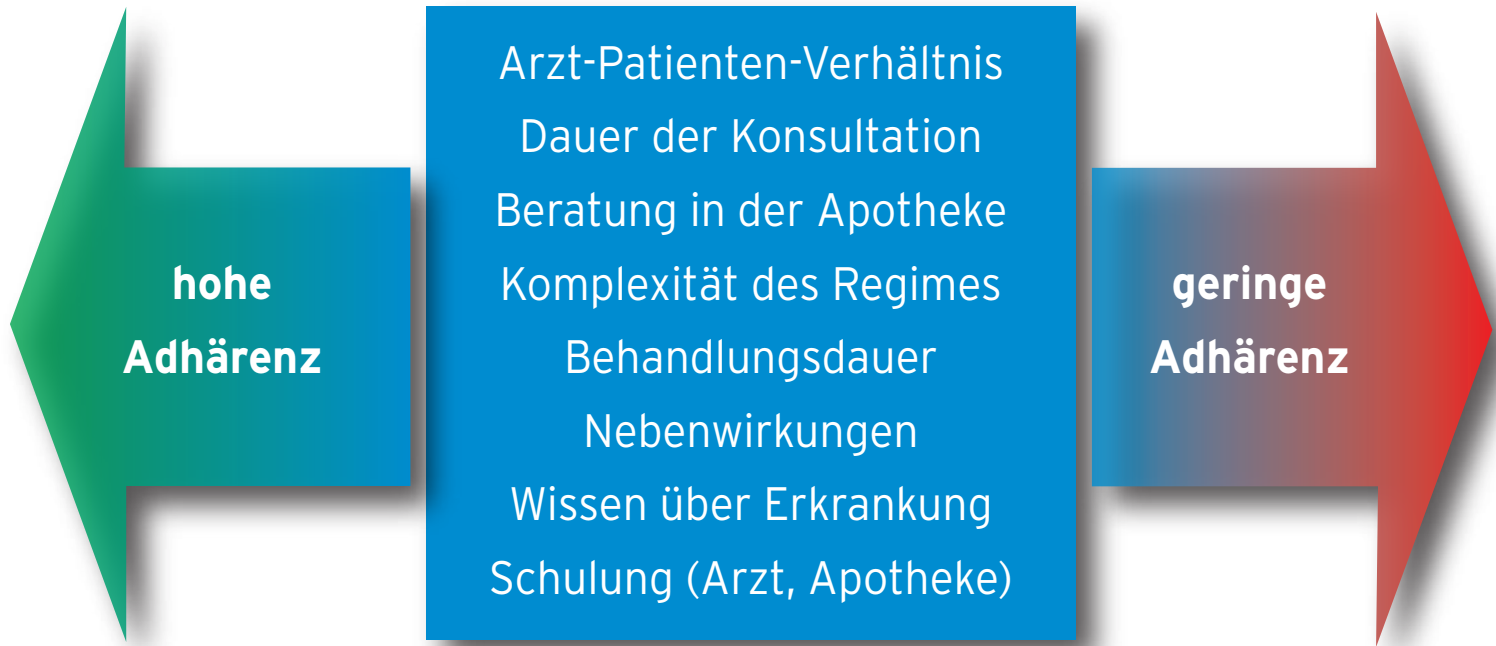 hohe
Adhärenz
Arzt-Patienten-Verhältnis
Dauer der Konsultation
Beratung in der Apotheke
Komplexität des Regimes
Behandlungsdauer
Nebenwirkungen
Wissen über Erkrankung
Schulung (Arzt, Apotheke)
geringe
Adhärenz